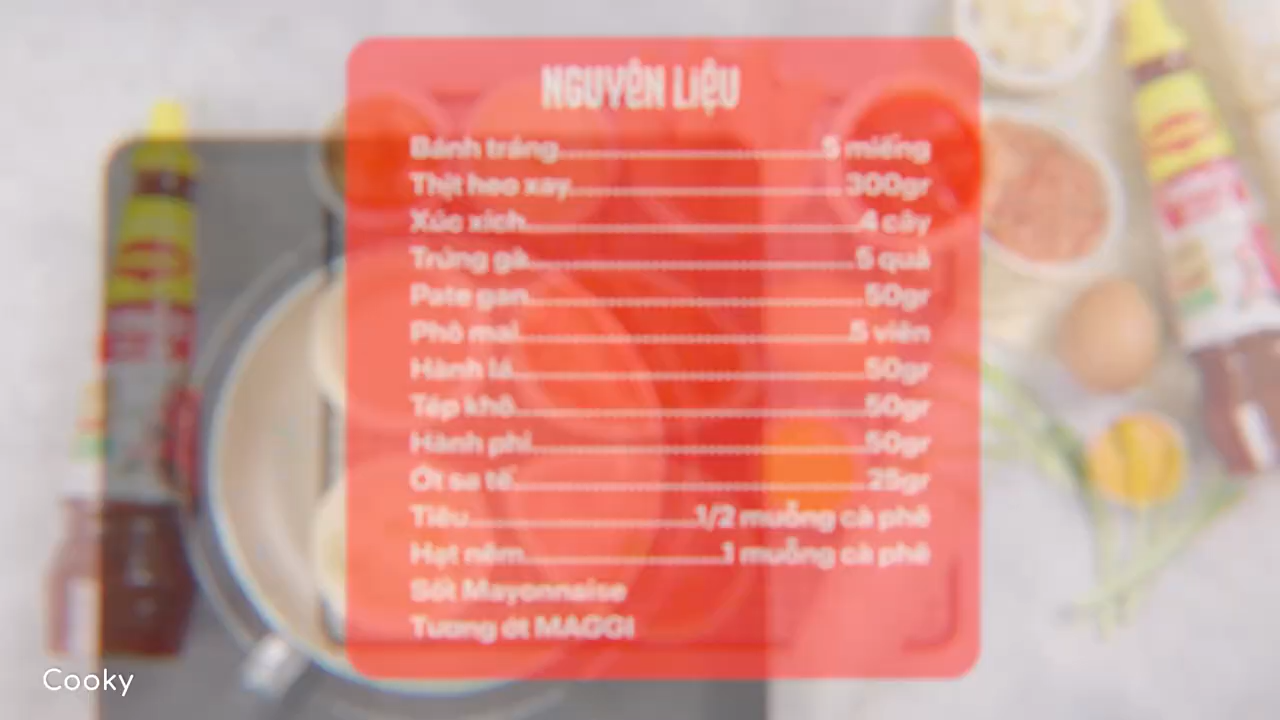 NGUYÊN LIỆU
Bánh tráng 5 miếng
Thịt heo xay 300gr
Xúc xích 4 cây
Trứng gà 5 quả
Pate gan 50gr
Phô mai 5 viên
Hành lá 50gr
Tép khô 50gr
Hành phi 50gr
Ớt sa tế 25gr
Tiêu 1/2 muỗng cà phê
Hạt nêm 1 muỗng cà phê
Sốt Mayonnaise
Tương ớt MAGGI
Cooky